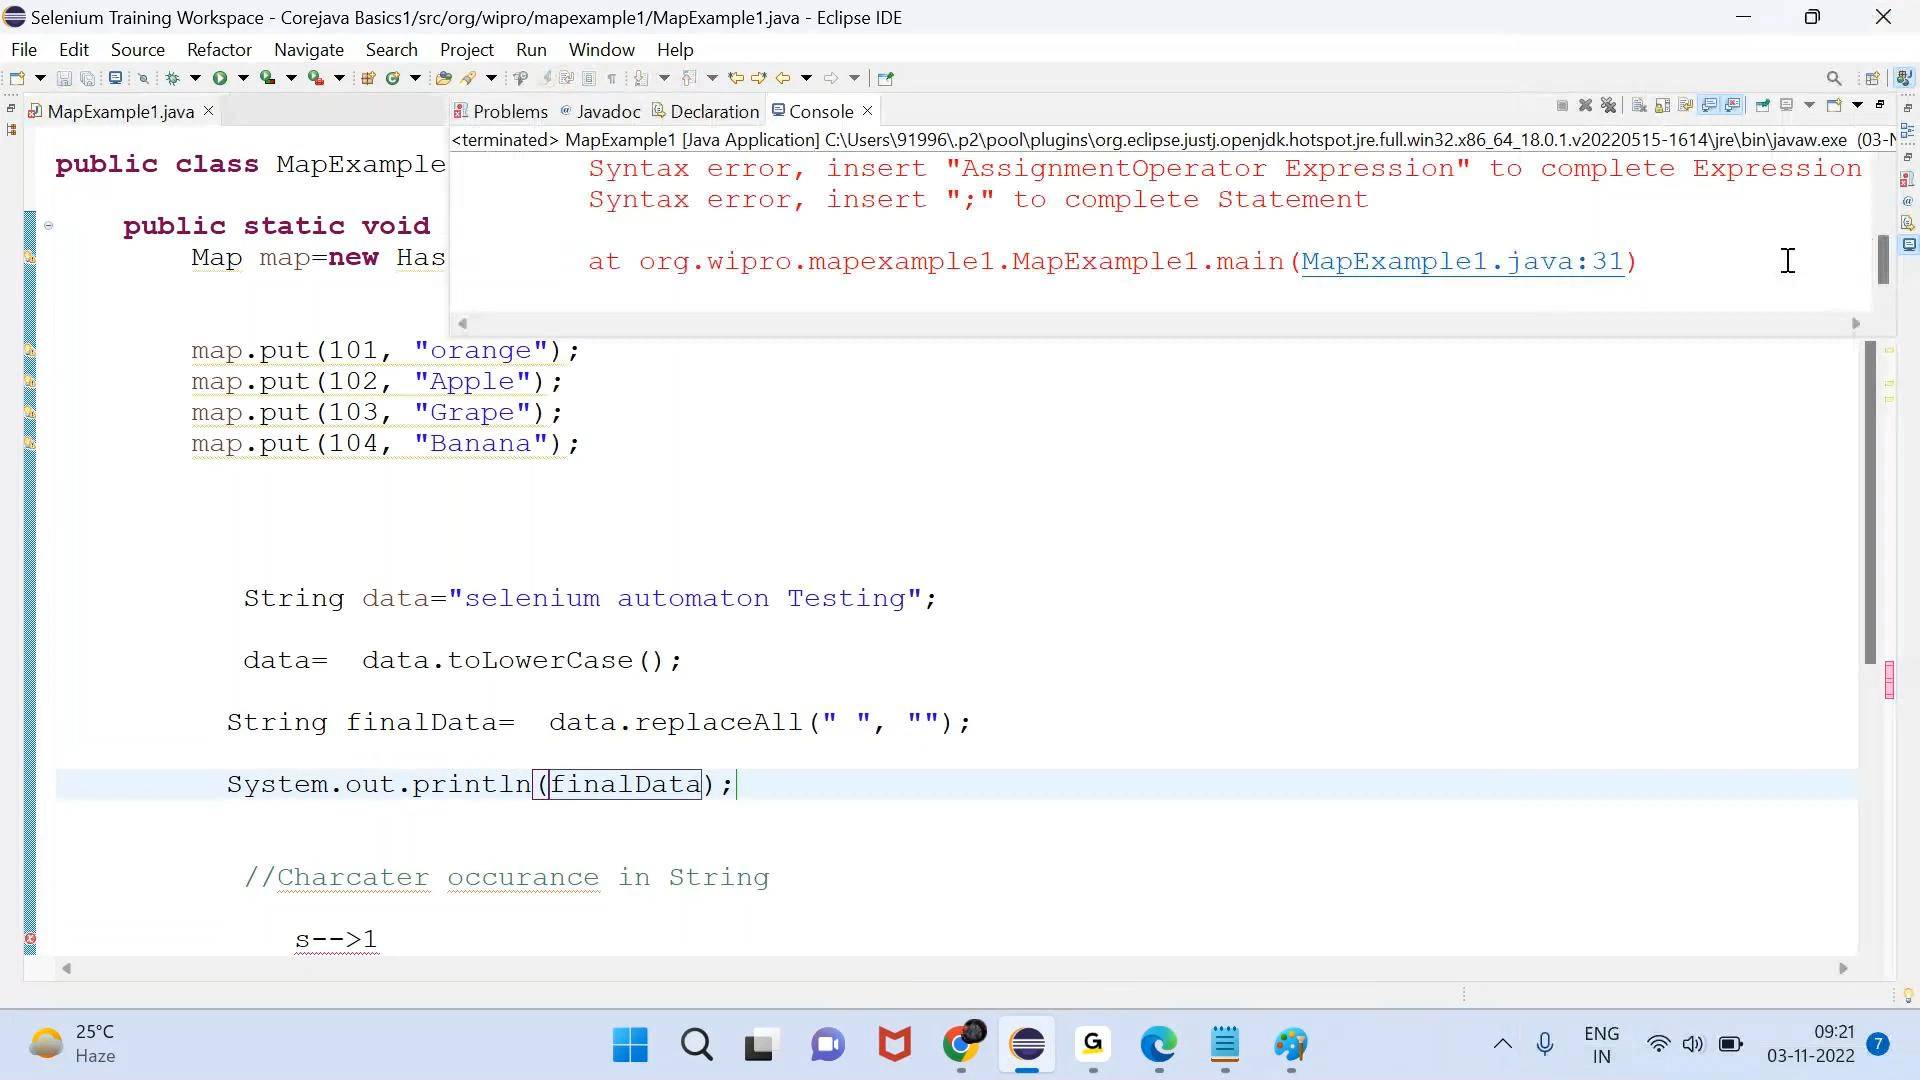 Selenium Training Workspace - Corejava Basics1/src/org/wipro/mapexample1/MapExample1.java - Eclipse IDE
File Edit Source Refactor Navigate Search Project Run Window Help
MapExample1.java
Problems Javadoc Declaration Console
<terminated> MapExample1 [Java Application] C:\Users\91996\.p2\pool\plugins\org.eclipse.justj.openjdk.hotspot.jre.full.win32.x86_64_18.0.1.v20220515-1614\jre\bin\javaw.exe (03-N
Syntax error, insert "AssignmentOperator Expression" to complete Expression
Syntax error, insert ";" to complete Statement
at org.wipro.mapexample1.MapExample1.main(MapExample1.java:31)
public class MapExample
public static void
Map map=new Has
map.put(101, "orange");
map.put(102, "Apple");
map.put(103, "Grape");
map.put(104, "Banana");
String data="selenium automaton Testing";
data= data.toLowerCase();
String finalData= data.replaceAll(" ", "");
System.out.println(finalData);
//Charcater occurance in String
s-->1
25°C
Haze
ENG
IN
09:21
03-11-2022
7